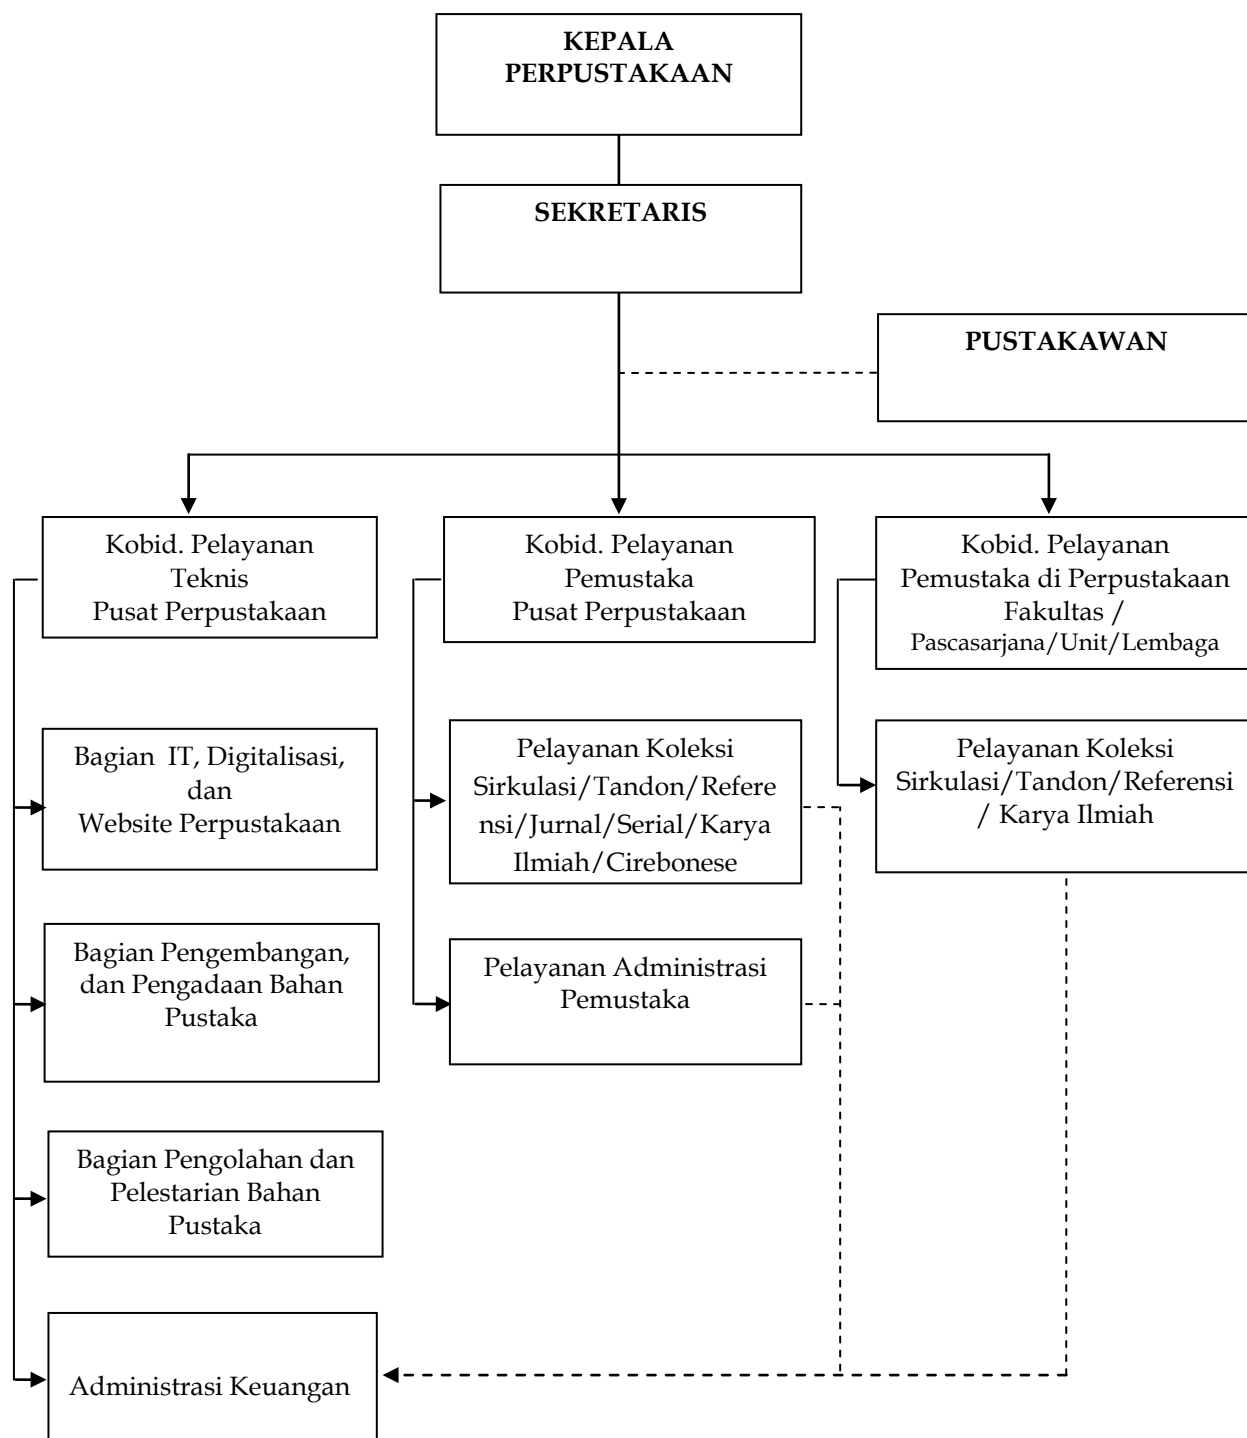 KEPALA
PERPUSTAKAAN
SEKRETARIS
PUSTAKAWAN
Kobid. Pelayanan
Teknis
Pusat Perpustakaan
Kobid. Pelayanan
Pemustaka
Pusat Perpustakaan
Kobid. Pelayanan
Pemustaka di Perpustakaan
Fakultas /
Pascasarjana/Unit/Lembaga
Bagian IT, Digitalisasi,
dan
Website Perpustakaan
Pelayanan Koleksi
Sirkulasi/Tandon/Refere
nsi/Jurnal/Serial/Karya
Ilmiah/Cirebonese
Pelayanan Koleksi
Sirkulasi/Tandon/Referensi
/ Karya Ilmiah
Bagian Pengembangan,
dan Pengadaan Bahan
Pustaka
Pelayanan Administrasi
Pemustaka
Bagian Pengolahan dan
Pelestarian Bahan
Pustaka
Administrasi Keuangan